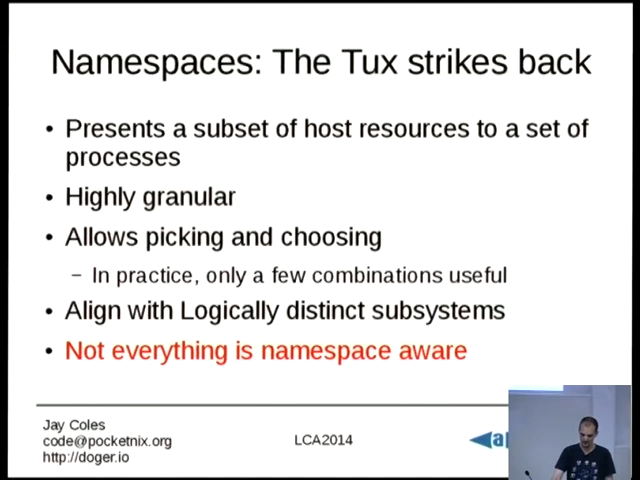 Namespaces: The Tux strikes back
• Presents a subset of host resources to a set of
processes
• Highly granular
• Allows picking and choosing
– In practice, only a few combinations useful
• Align with Logically distinct subsystems
• Not everything is namespace aware
Jay Coles
code@pocketnix.org
http://doger.io
LCA2014